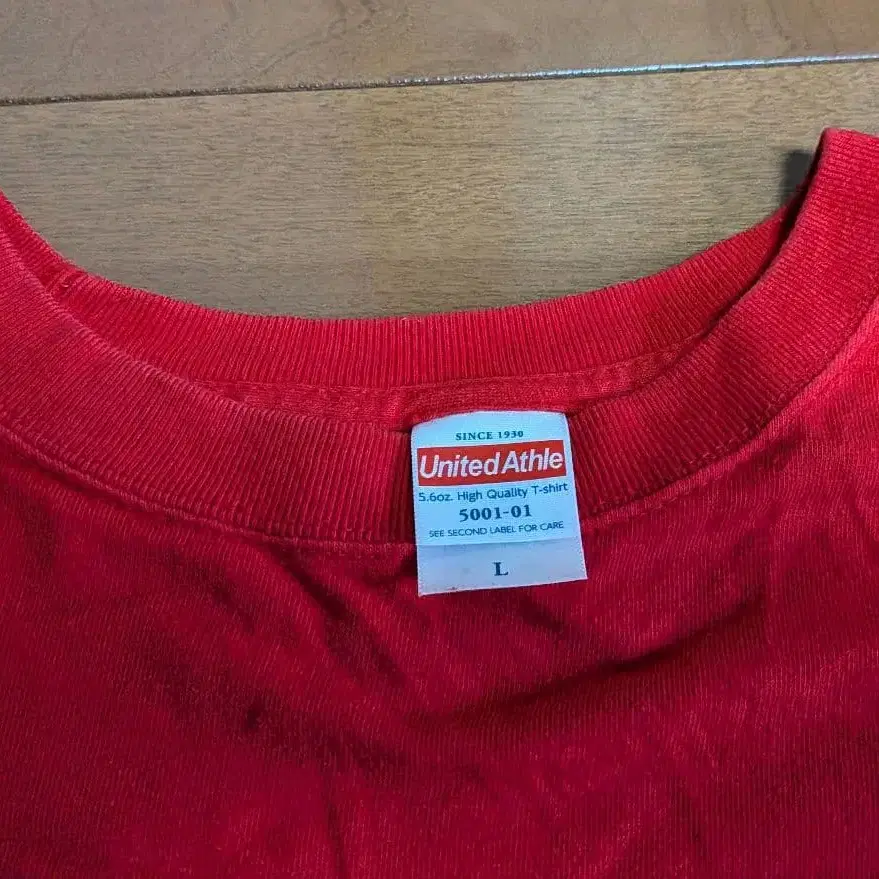 SINCE 1930
United Athle
5.6oz. High Quality T-shirt
5001-01
SEE SECOND LABEL FOR CARE
L